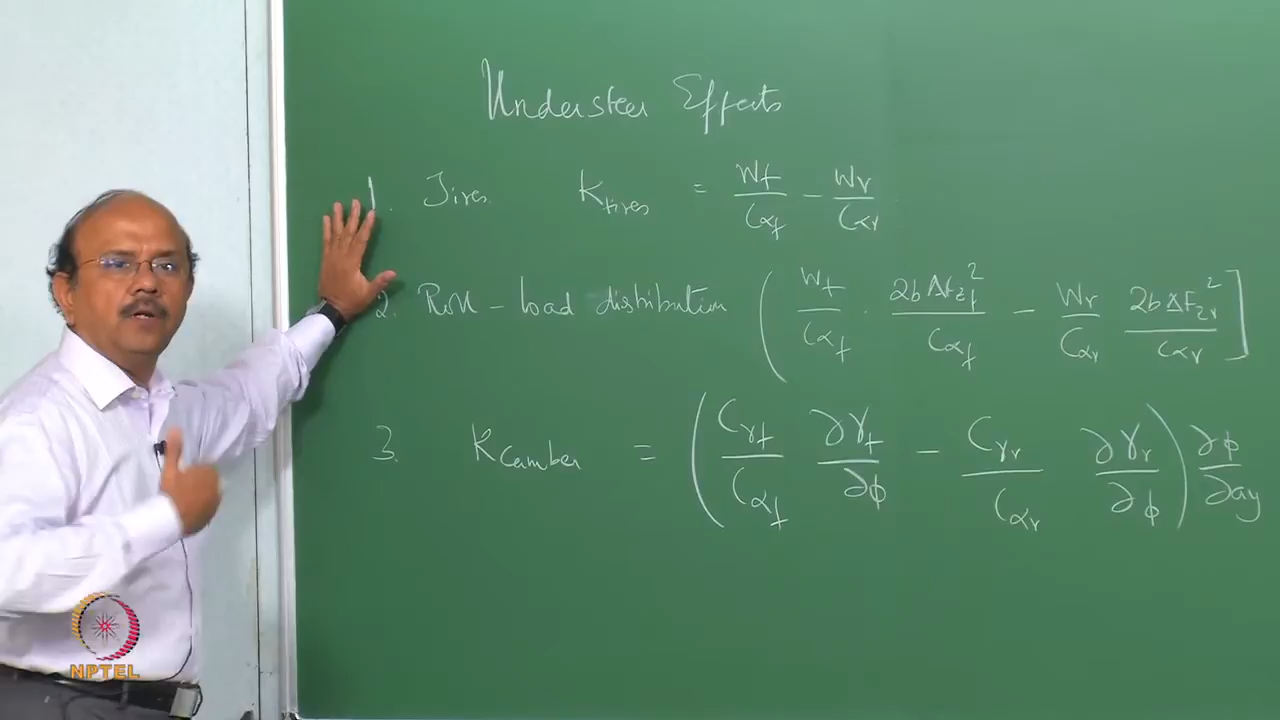 Understeer Effects
1. Tires K_tires = W_f/C_αf - W_r/C_αr
2. Roll - load distribution ( W_f/C_αf · 2b ΔF_zf²/C_αf - W_r/C_αr 2b ΔF_zr²/C_αr ]
3. K_Camber = ( C_γf/C_αf ∂γ_f/∂φ - C_γr/C_αr ∂γ_r/∂φ ) ∂φ/∂ay
NPTEL